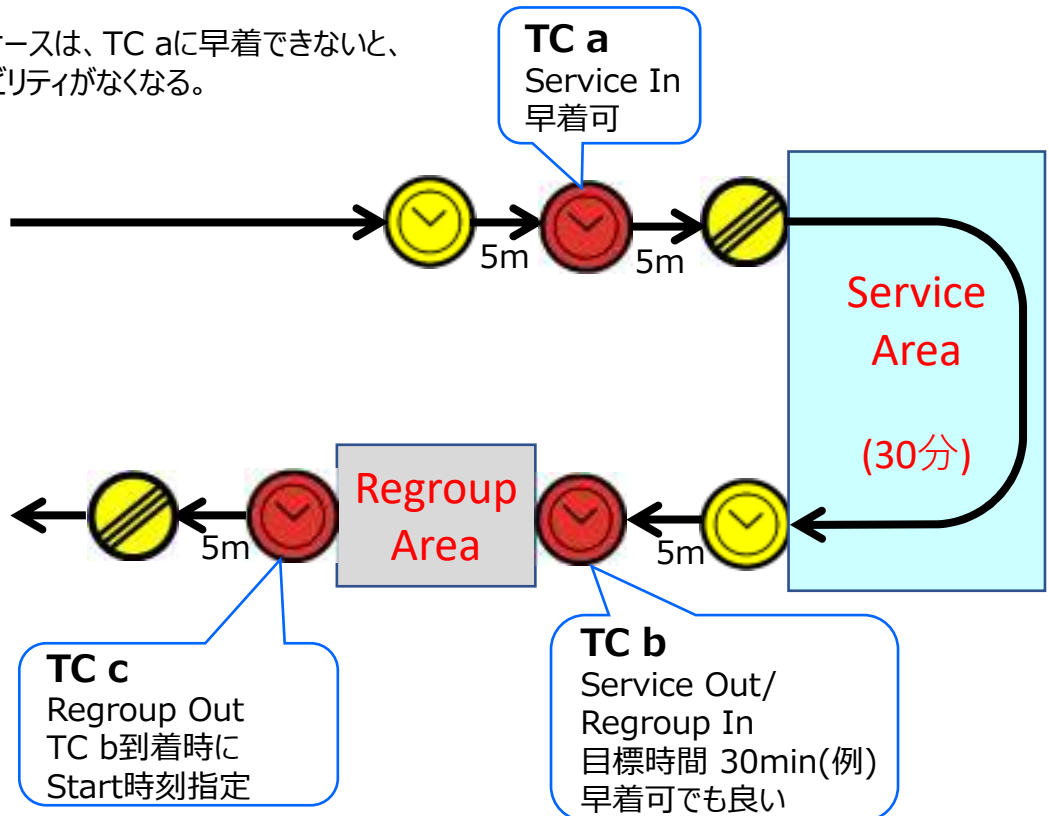 ースは、TC aに早着できないと、
ビリティがなくなる。
TC a
Service In
早着可
5m
5m
Service
Area
(30分)
Regroup
Area
5m
5m
TC c
Regroup Out
TC b到着時に
Start時刻指定
TC b
Service Out/
Regroup In
目標時間 30min(例)
早着可でも良い